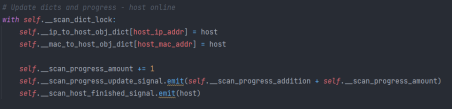 # Update dicts and progress - host online
with self.__scan_dict_lock:
self.__ip_to_host_obj_dict[host_ip_addr] = host
self.__mac_to_host_obj_dict[host_mac_addr] = host
self.__scan_progress_amount += 1
self.__scan_progress_update_signal.emit(self.__scan_progress_addition + self.__scan_progress_amount)
self.__scan_host_finished_signal.emit(host)